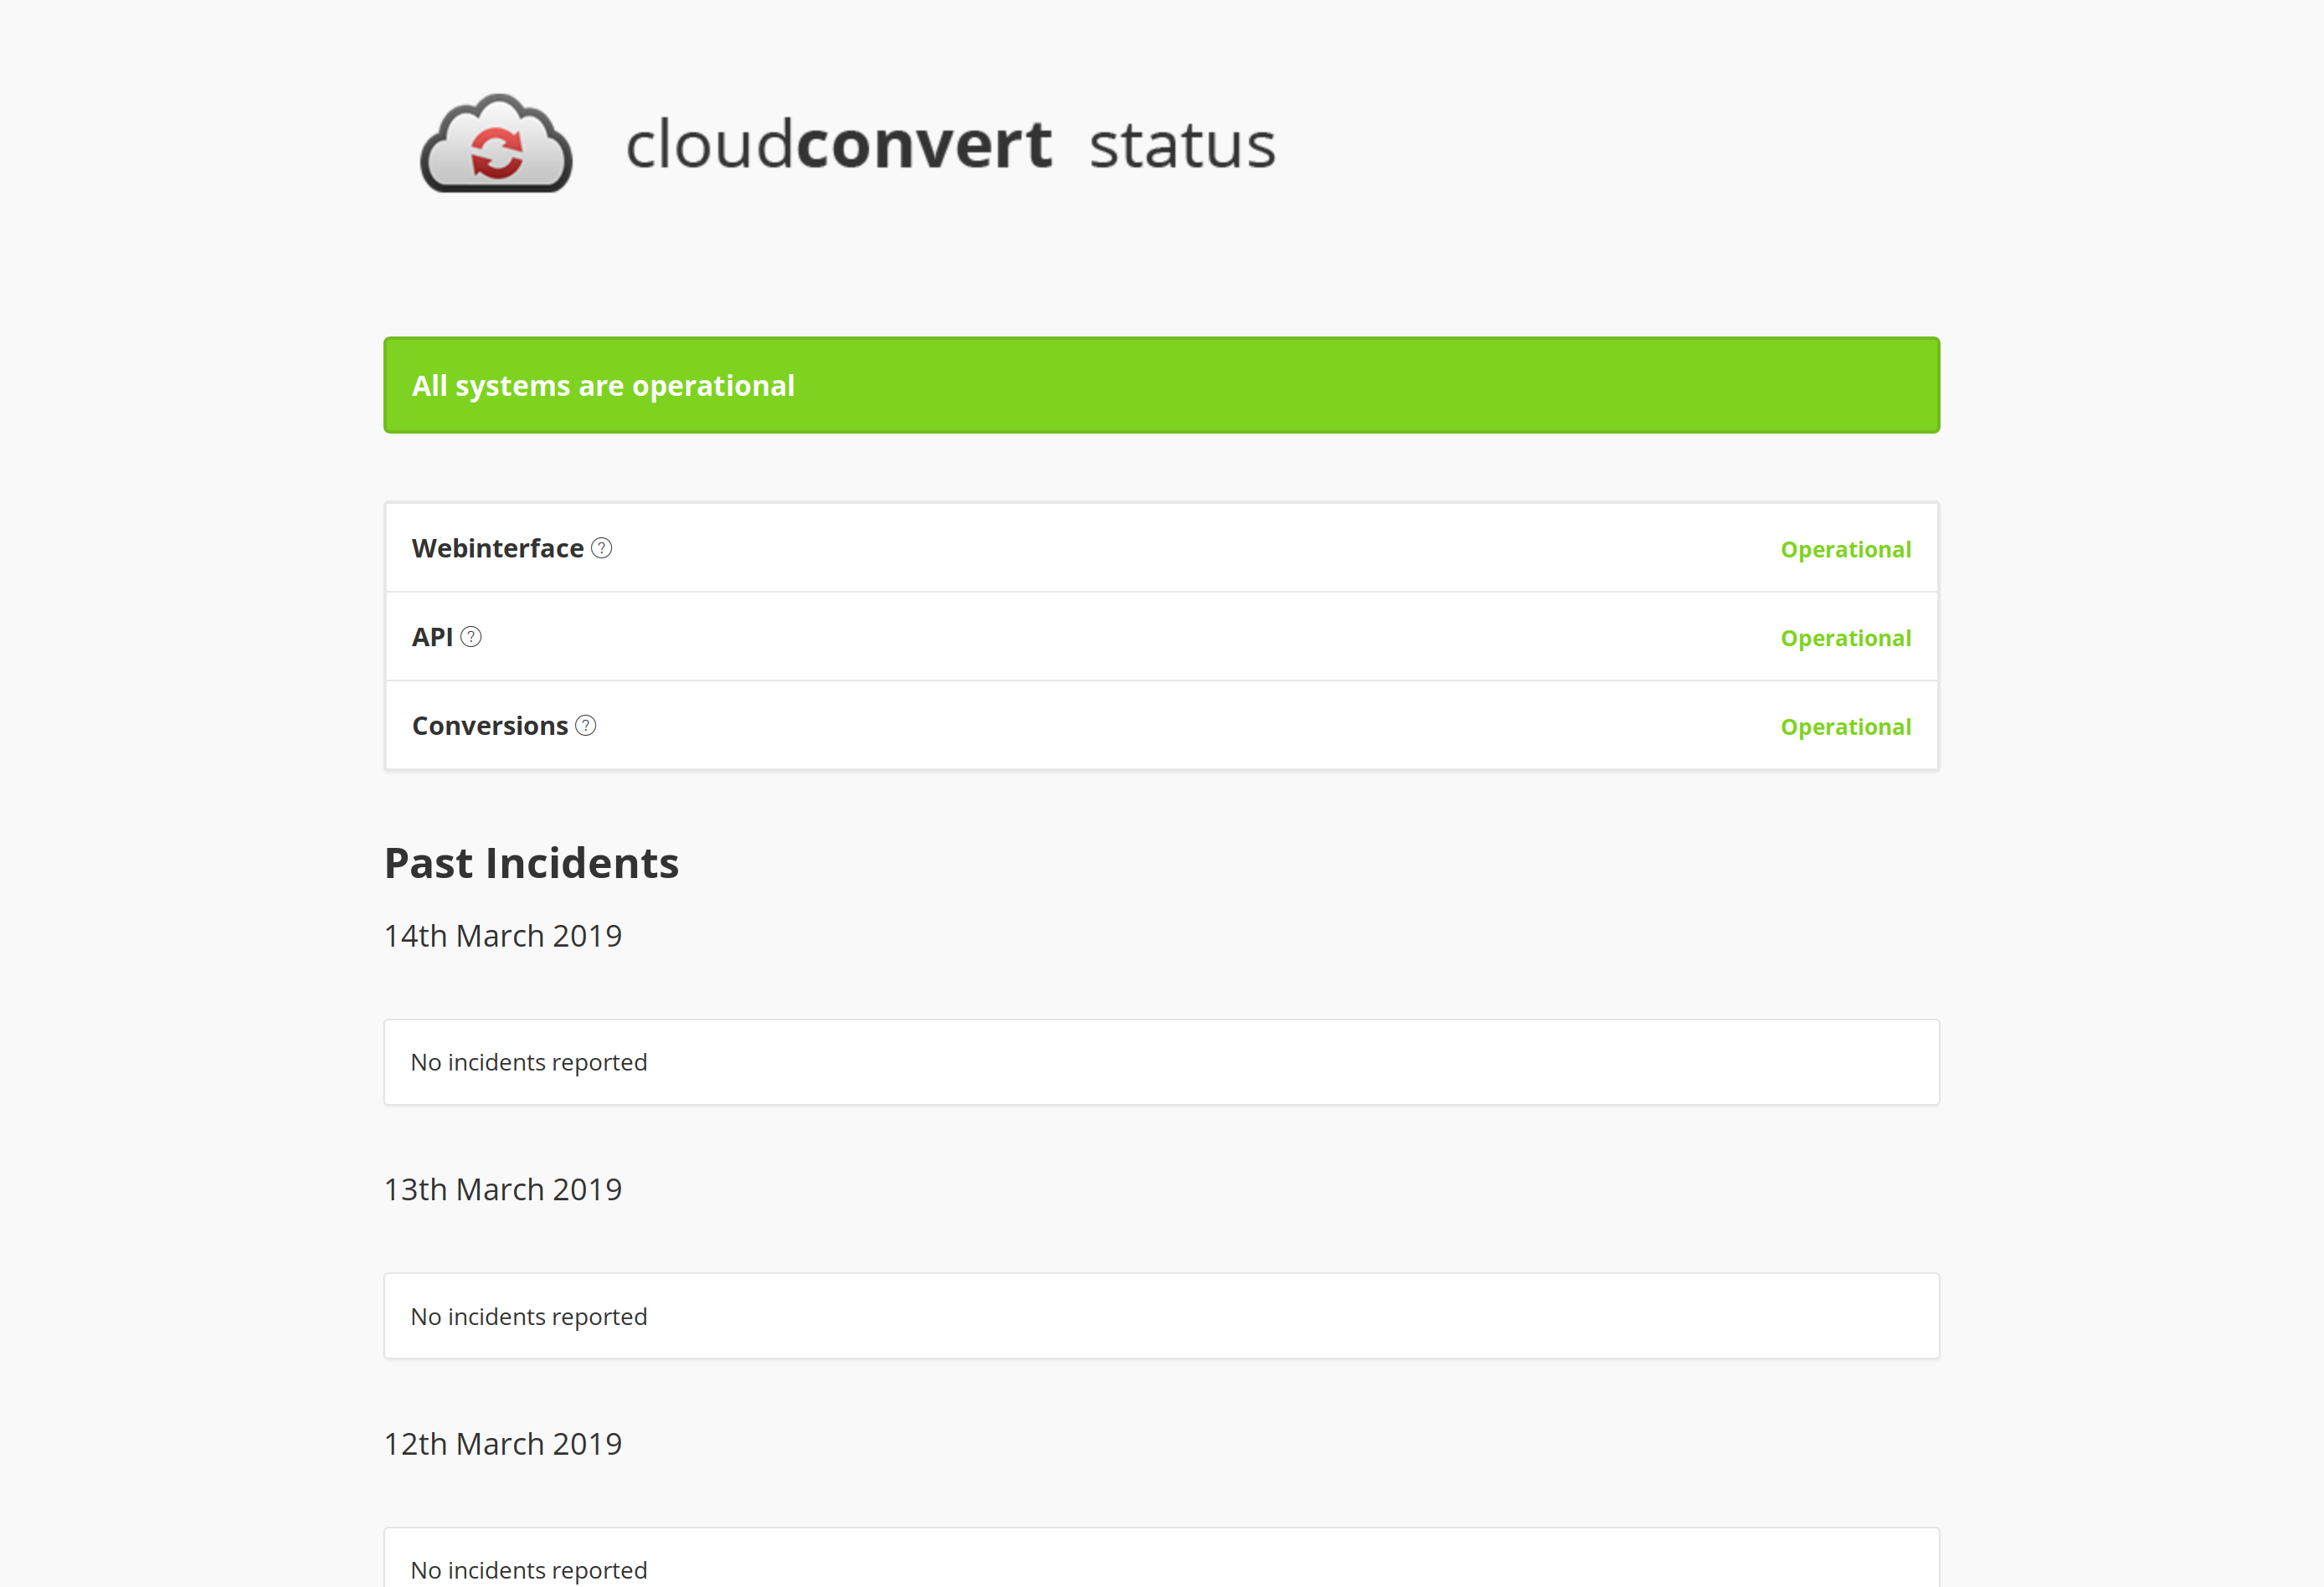 cloudconvert status
All systems are operational
Webinterface ? Operational
API ? Operational
Conversions ? Operational
Past Incidents
14th March 2019
No incidents reported
13th March 2019
No incidents reported
12th March 2019
No incidents reported